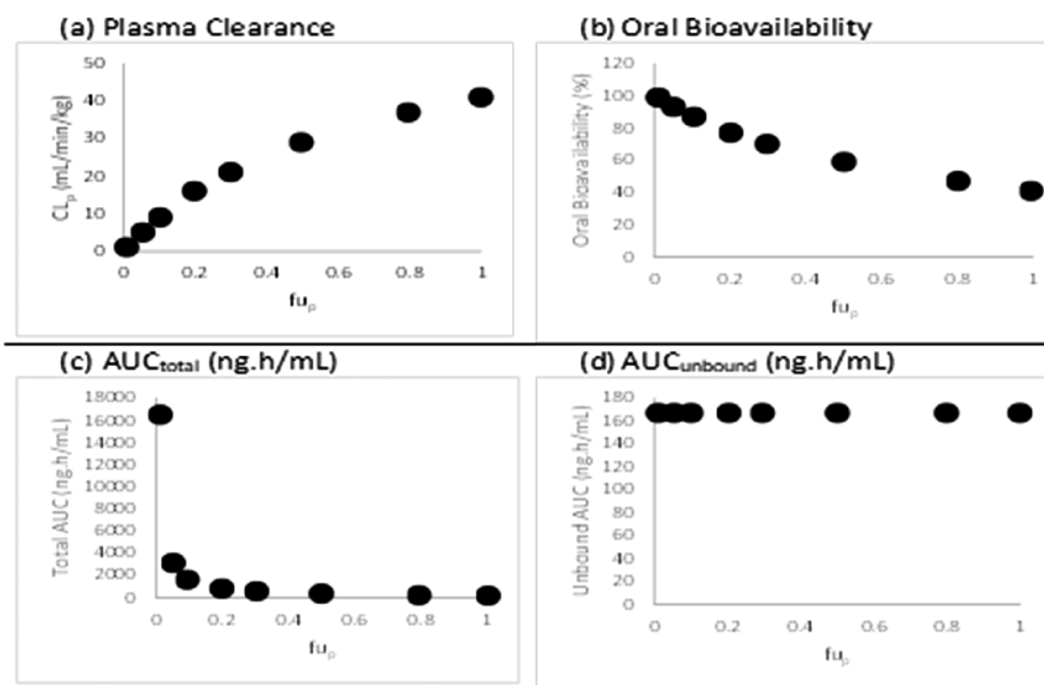 (a) Plasma Clearance
50
40
30
20
10
0
CLp (mL/min/kg)
0 0.2 0.4 0.6 0.8 1
fup
(b) Oral Bioavailability
120
100
80
60
40
20
0
Oral Bioavailability (%)
0 0.2 0.4 0.6 0.8 1
fup
(c) AUCtotal (ng.h/mL)
18000
16000
14000
12000
10000
8000
6000
4000
2000
0
Total AUC (ng.h/mL)
0 0.2 0.4 0.6 0.8 1
fup
(d) AUCunbound (ng.h/mL)
180
160
140
120
100
80
60
40
20
0
Unbound AUC (ng.h/mL)
0 0.2 0.4 0.6 0.8 1
fup